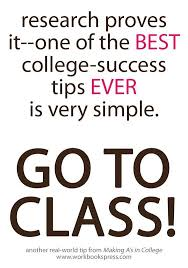 research proves
it--one of the BEST
college-success
tips EVER
is very simple.
GO TO
CLASS!
another real-world tip from Making A's in College
www.workbookspress.com